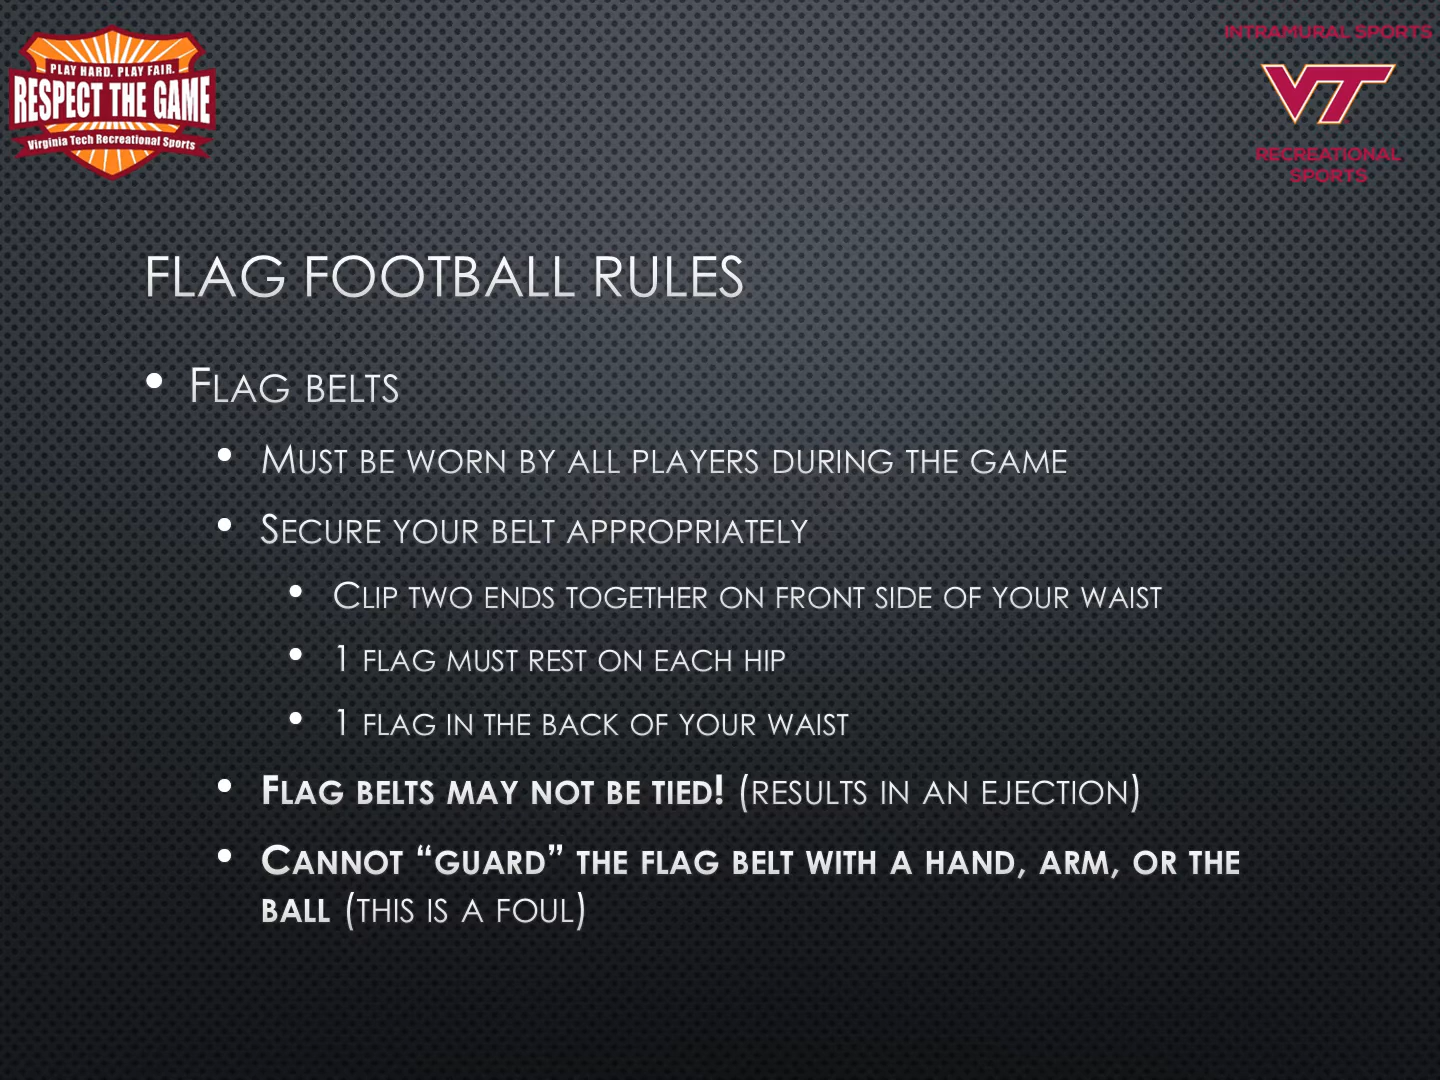 PLAY HARD. PLAY FAIR.
RESPECT THE GAME
Virginia Tech Recreational Sports
INTRAMURAL SPORTS
VT
RECREATIONAL
SPORTS
FLAG FOOTBALL RULES
• FLAG BELTS
• MUST BE WORN BY ALL PLAYERS DURING THE GAME
• SECURE YOUR BELT APPROPRIATELY
• CLIP TWO ENDS TOGETHER ON FRONT SIDE OF YOUR WAIST
• 1 FLAG MUST REST ON EACH HIP
• 1 FLAG IN THE BACK OF YOUR WAIST
• FLAG BELTS MAY NOT BE TIED! (RESULTS IN AN EJECTION)
• CANNOT “GUARD” THE FLAG BELT WITH A HAND, ARM, OR THE
BALL (THIS IS A FOUL)